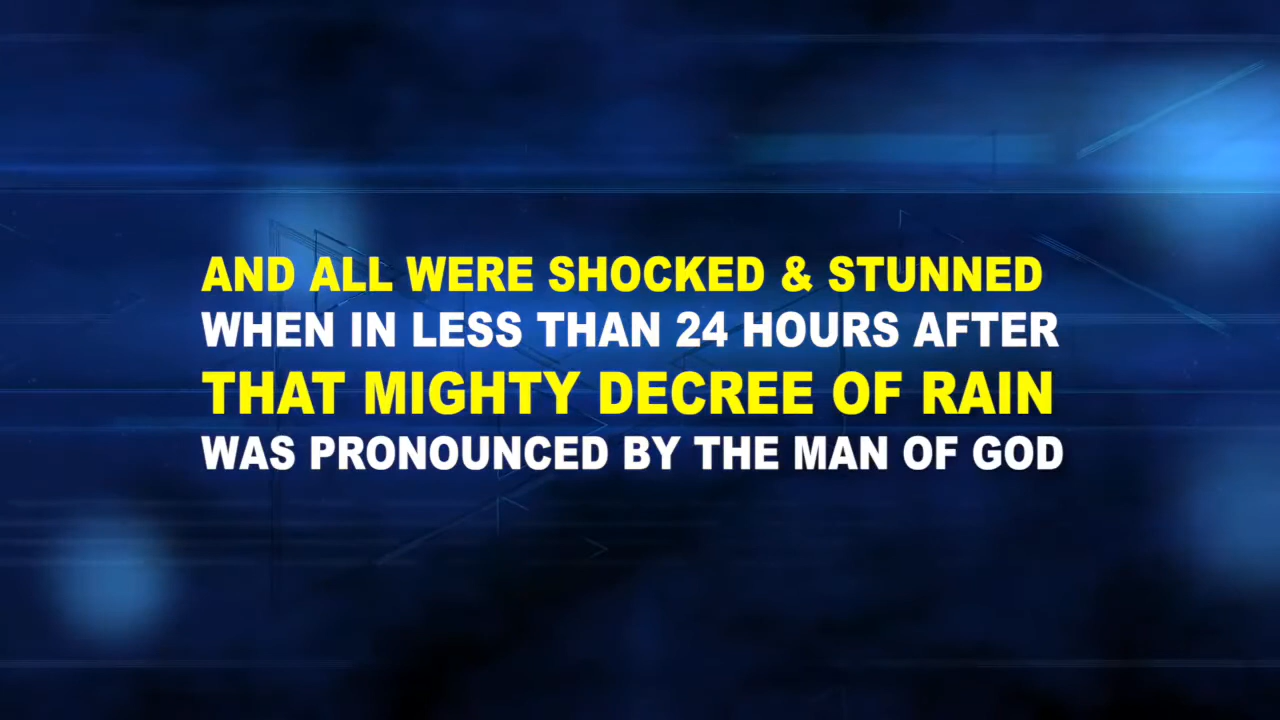 AND ALL WERE SHOCKED & STUNNED
WHEN IN LESS THAN 24 HOURS AFTER
THAT MIGHTY DECREE OF RAIN
WAS PRONOUNCED BY THE MAN OF GOD